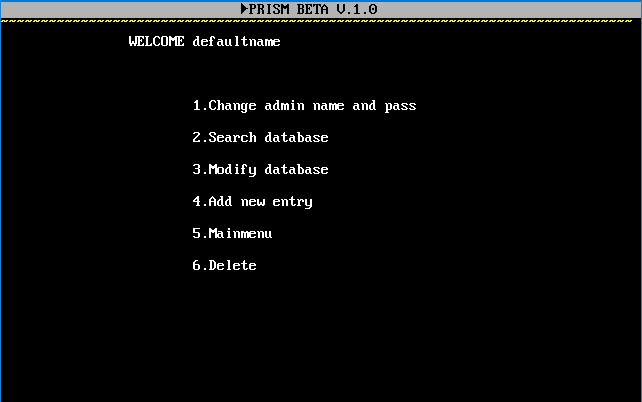 ►PRISM BETA V.1.0
WELCOME defaultname
1.Change admin name and pass
2.Search database
3.Modify database
4.Add new entry
5.Mainmenu
6.Delete